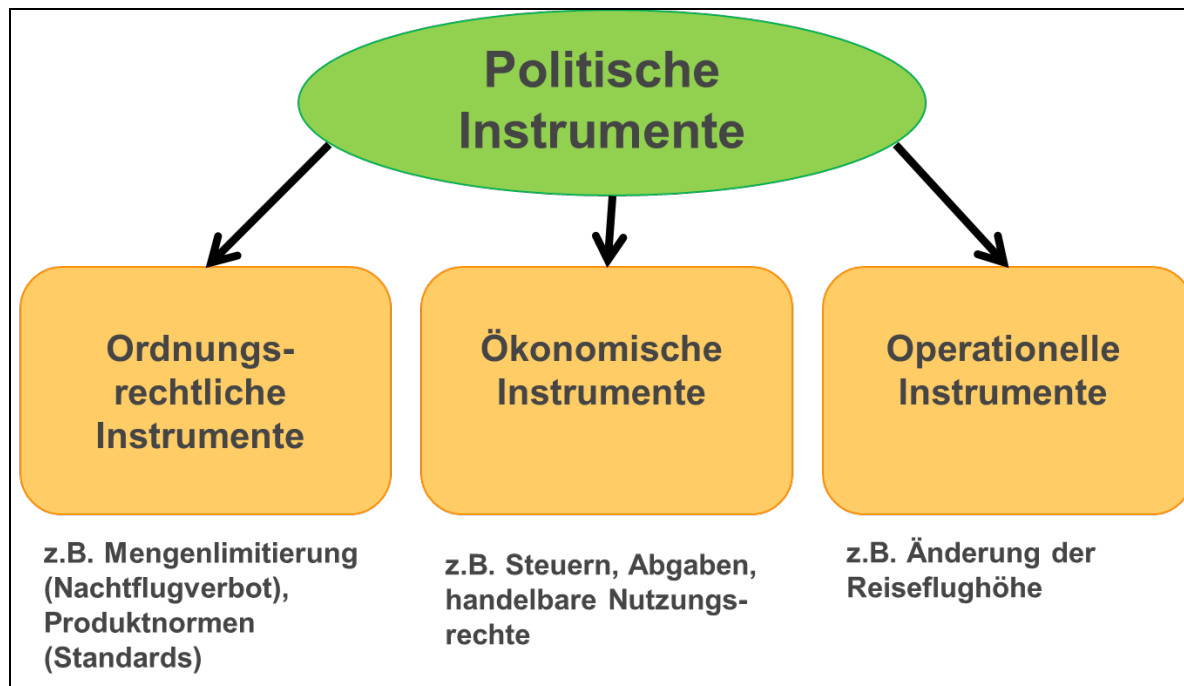 Politische
Instrumente
Ordnungs-
rechtliche
Instrumente
Ökonomische
Instrumente
Operationelle
Instrumente
z.B. Mengenlimitierung
(Nachtflugverbot),
Produktnormen
(Standards)
z.B. Steuern, Abgaben,
handelbare Nutzungs-
rechte
z.B. Änderung der
Reiseflughöhe